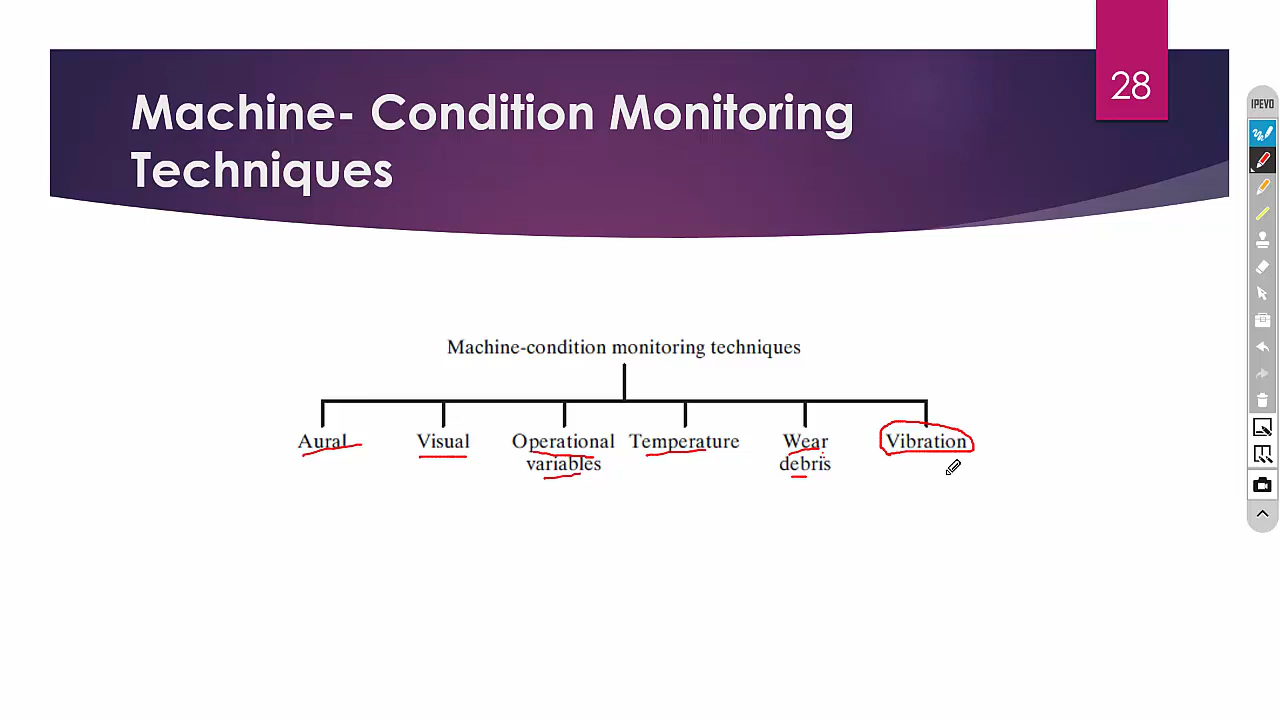 28
IPEVO
Machine- Condition Monitoring
Techniques
Machine-condition monitoring techniques
Aural Visual Operational variables Temperature Wear debris Vibration